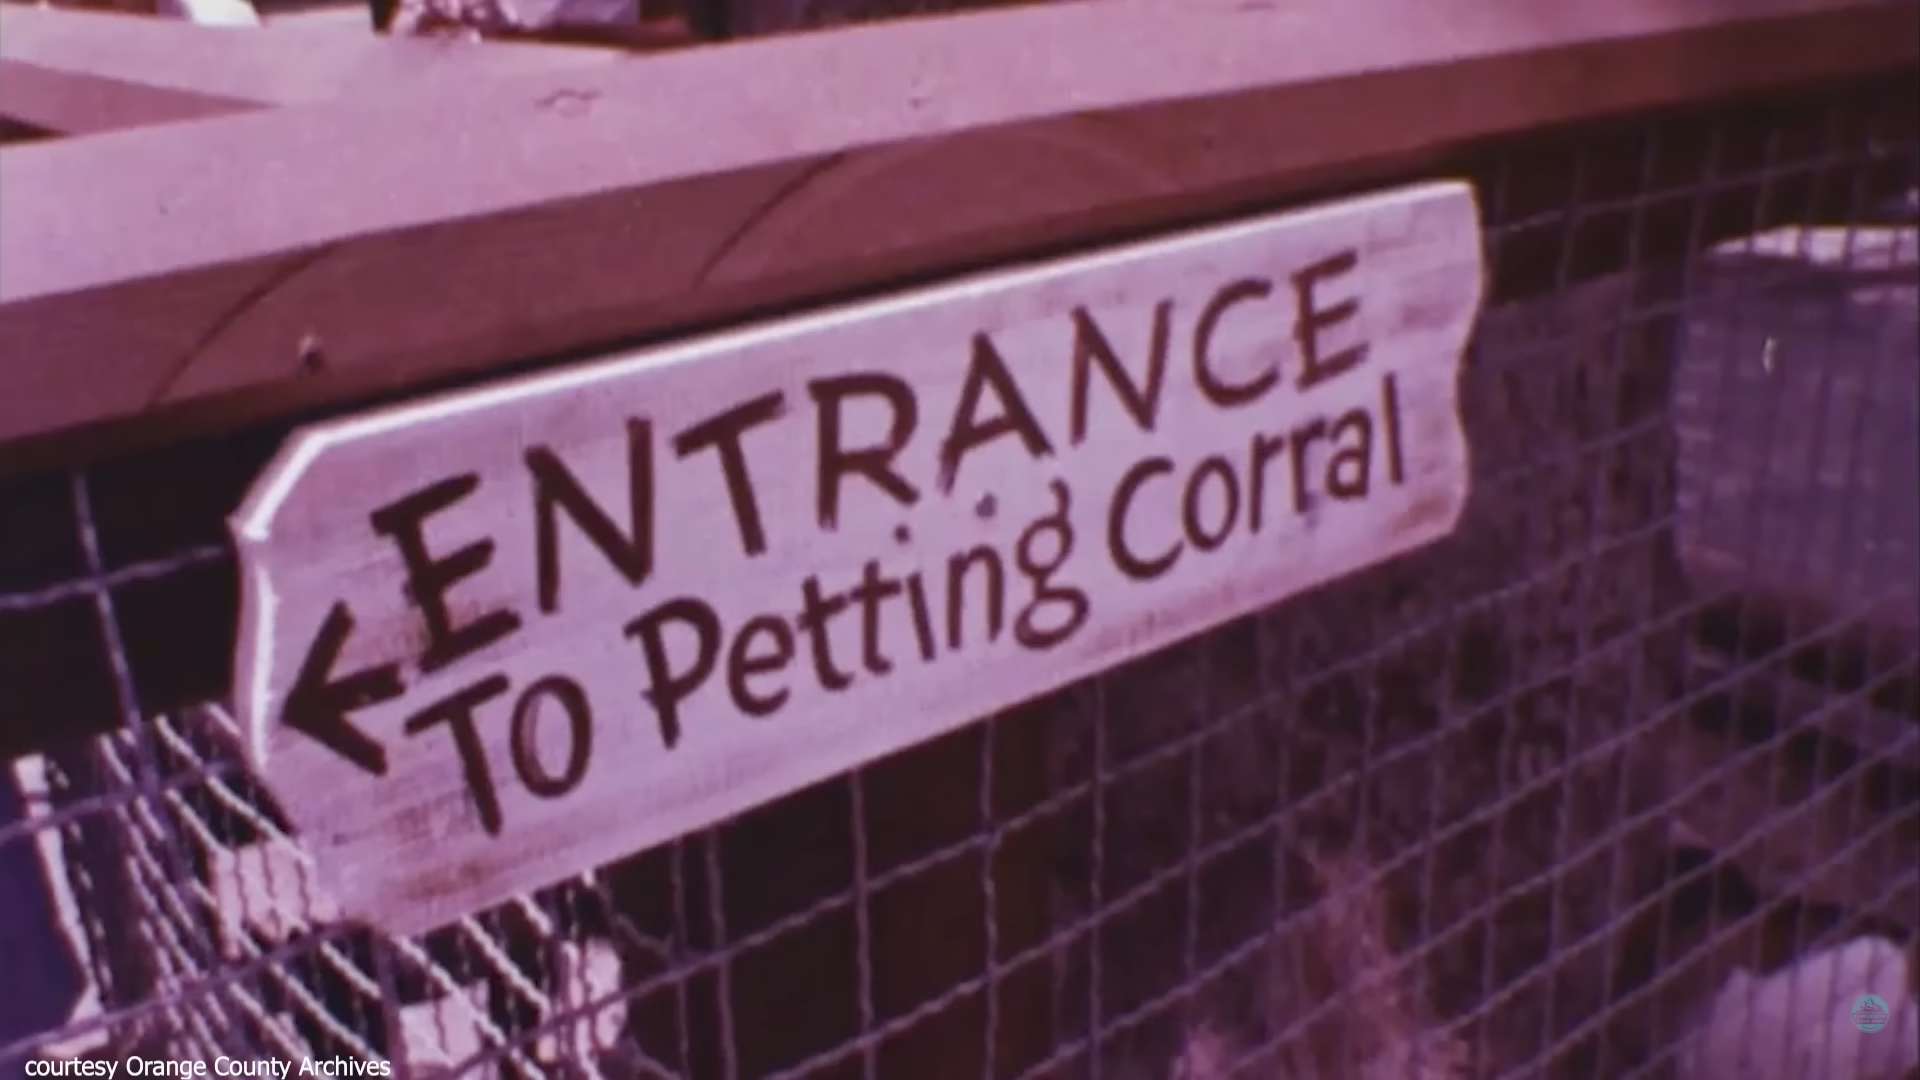 ENTRANCE
← To Petting Corral
courtesy Orange County Archives